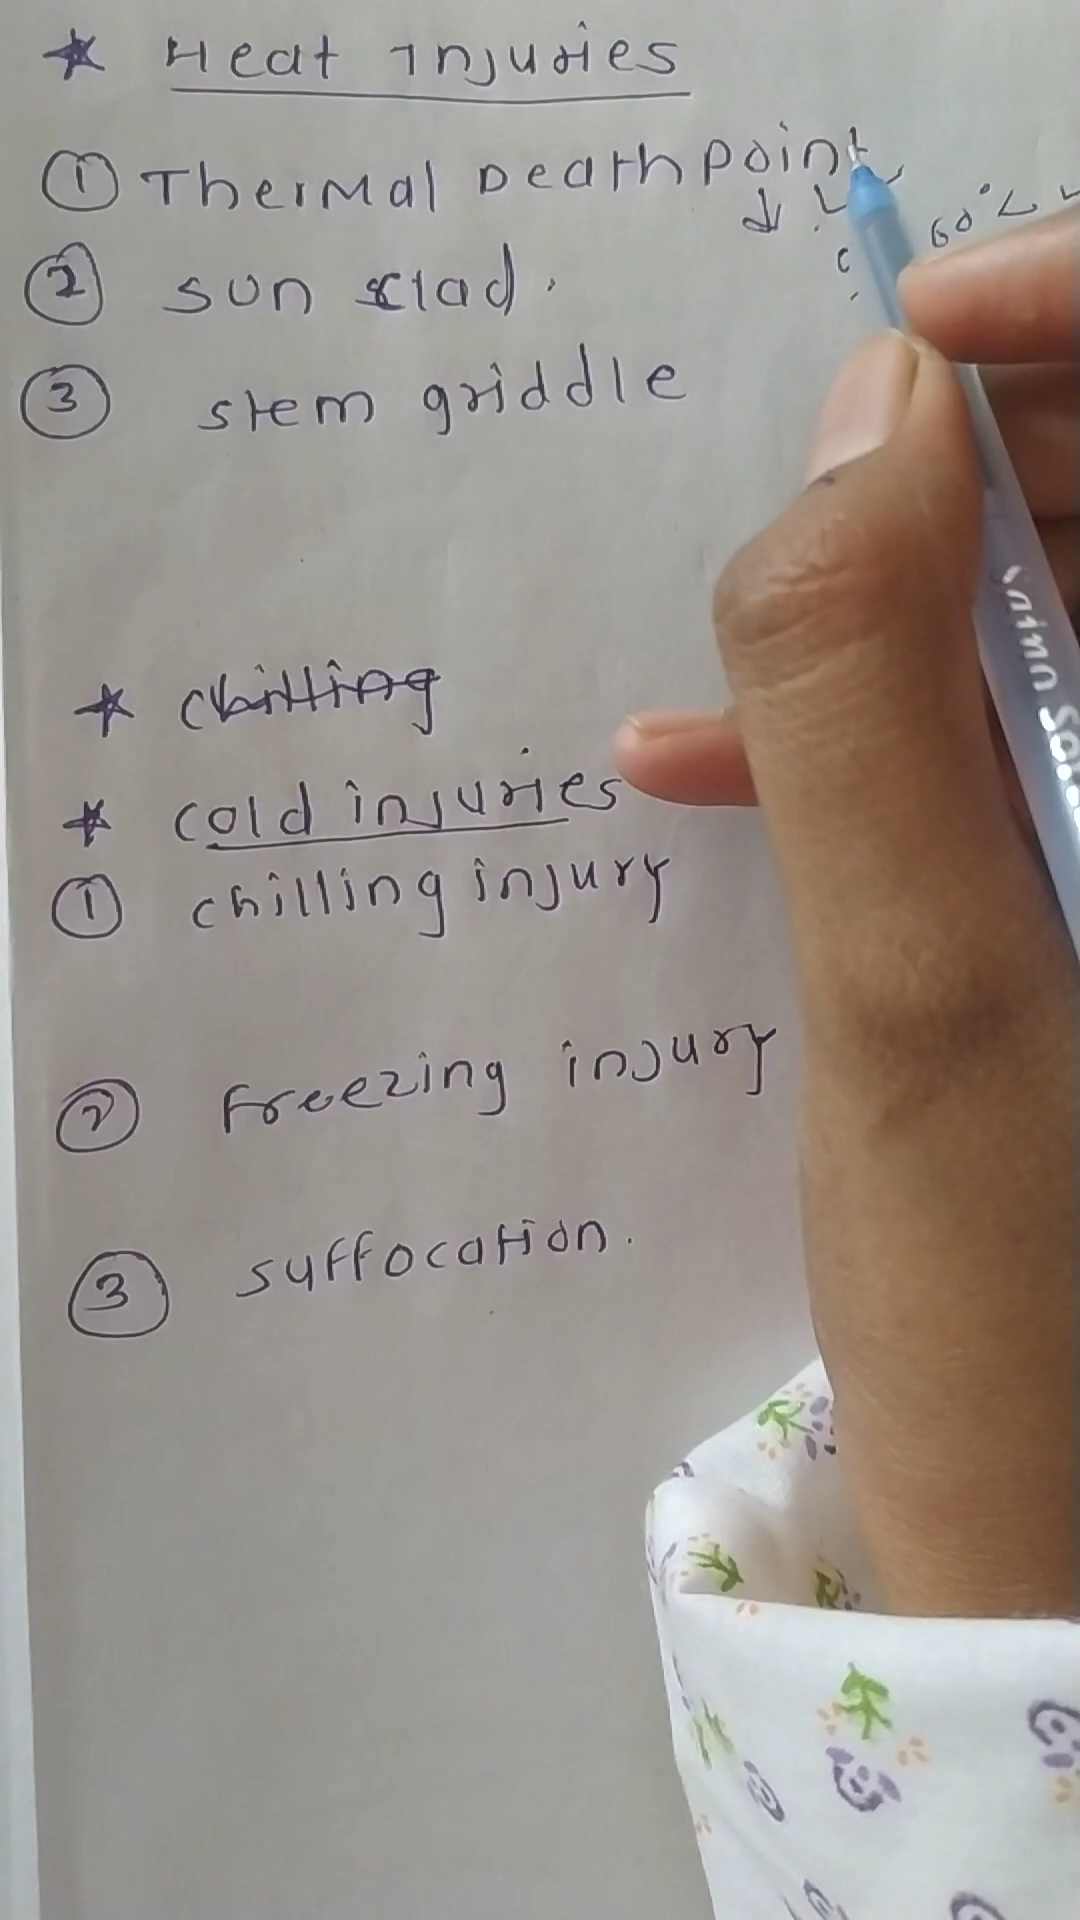 * Heat Injuries
① Thermal Death point
60°C
② sun clad.
③ stem griddle
* chilling
* cold injuries
① chilling injury
② Freezing injury
③ suffocation.